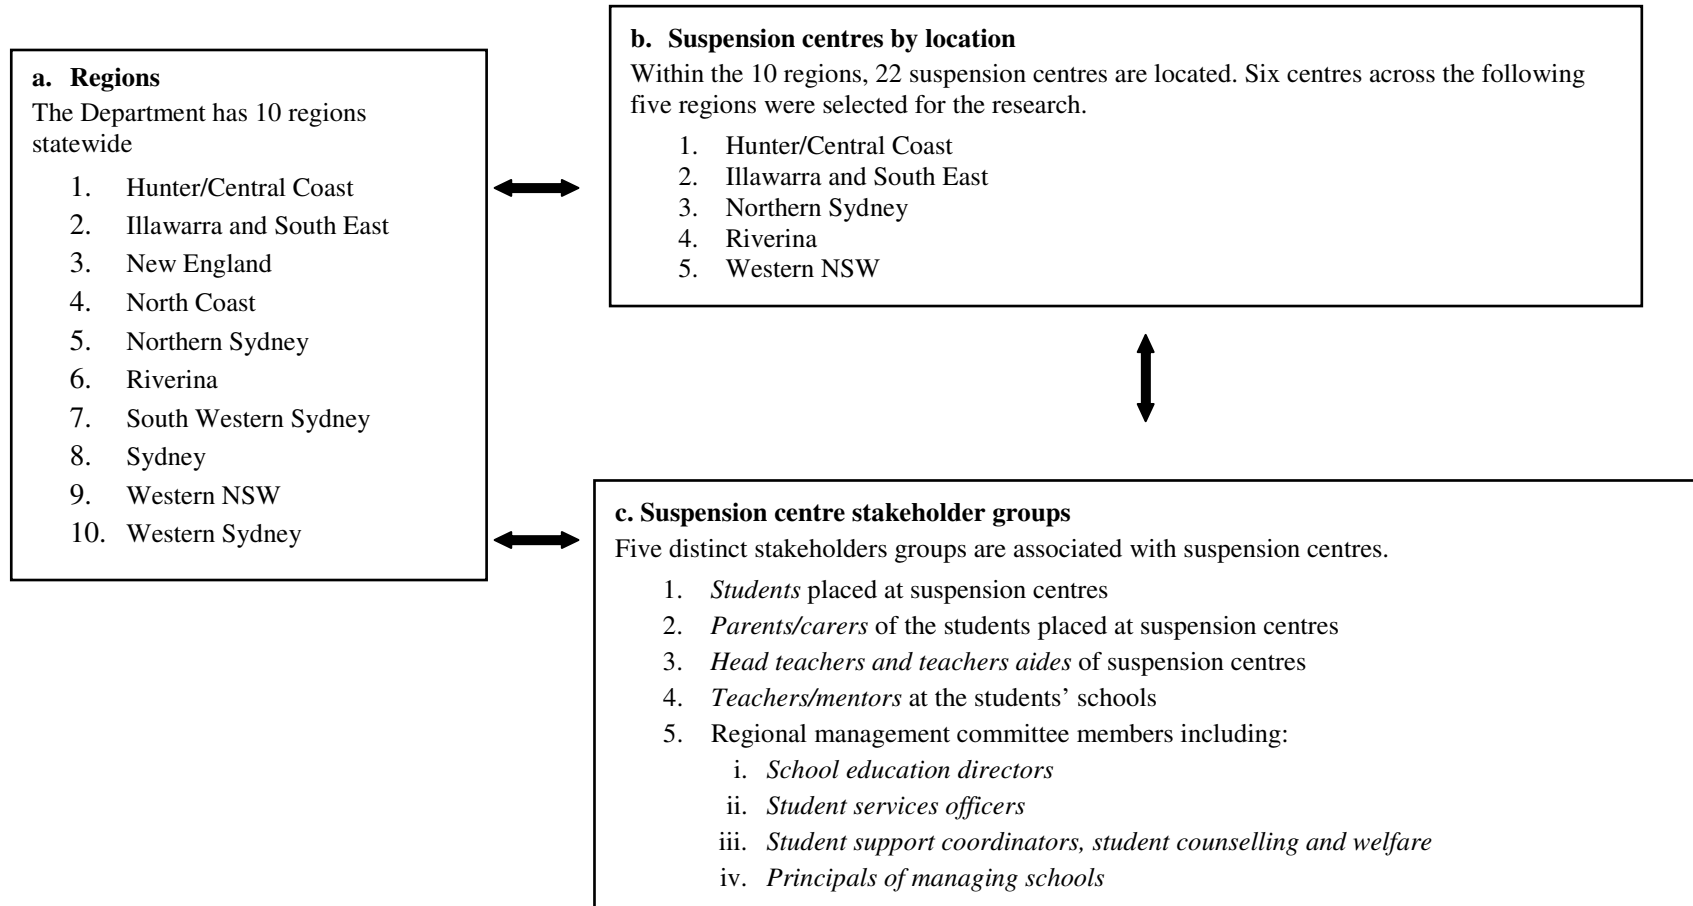 a. Regions
The Department has 10 regions
statewide
1. Hunter/Central Coast
2. Illawarra and South East
3. New England
4. North Coast
5. Northern Sydney
6. Riverina
7. South Western Sydney
8. Sydney
9. Western NSW
10. Western Sydney
b. Suspension centres by location
Within the 10 regions, 22 suspension centres are located. Six centres across the following
five regions were selected for the research.
1. Hunter/Central Coast
2. Illawarra and South East
3. Northern Sydney
4. Riverina
5. Western NSW
c. Suspension centre stakeholder groups
Five distinct stakeholders groups are associated with suspension centres.
1. Students placed at suspension centres
2. Parents/carers of the students placed at suspension centres
3. Head teachers and teachers aides of suspension centres
4. Teachers/mentors at the students’ schools
5. Regional management committee members including:
i. School education directors
ii. Student services officers
iii. Student support coordinators, student counselling and welfare
iv. Principals of managing schools